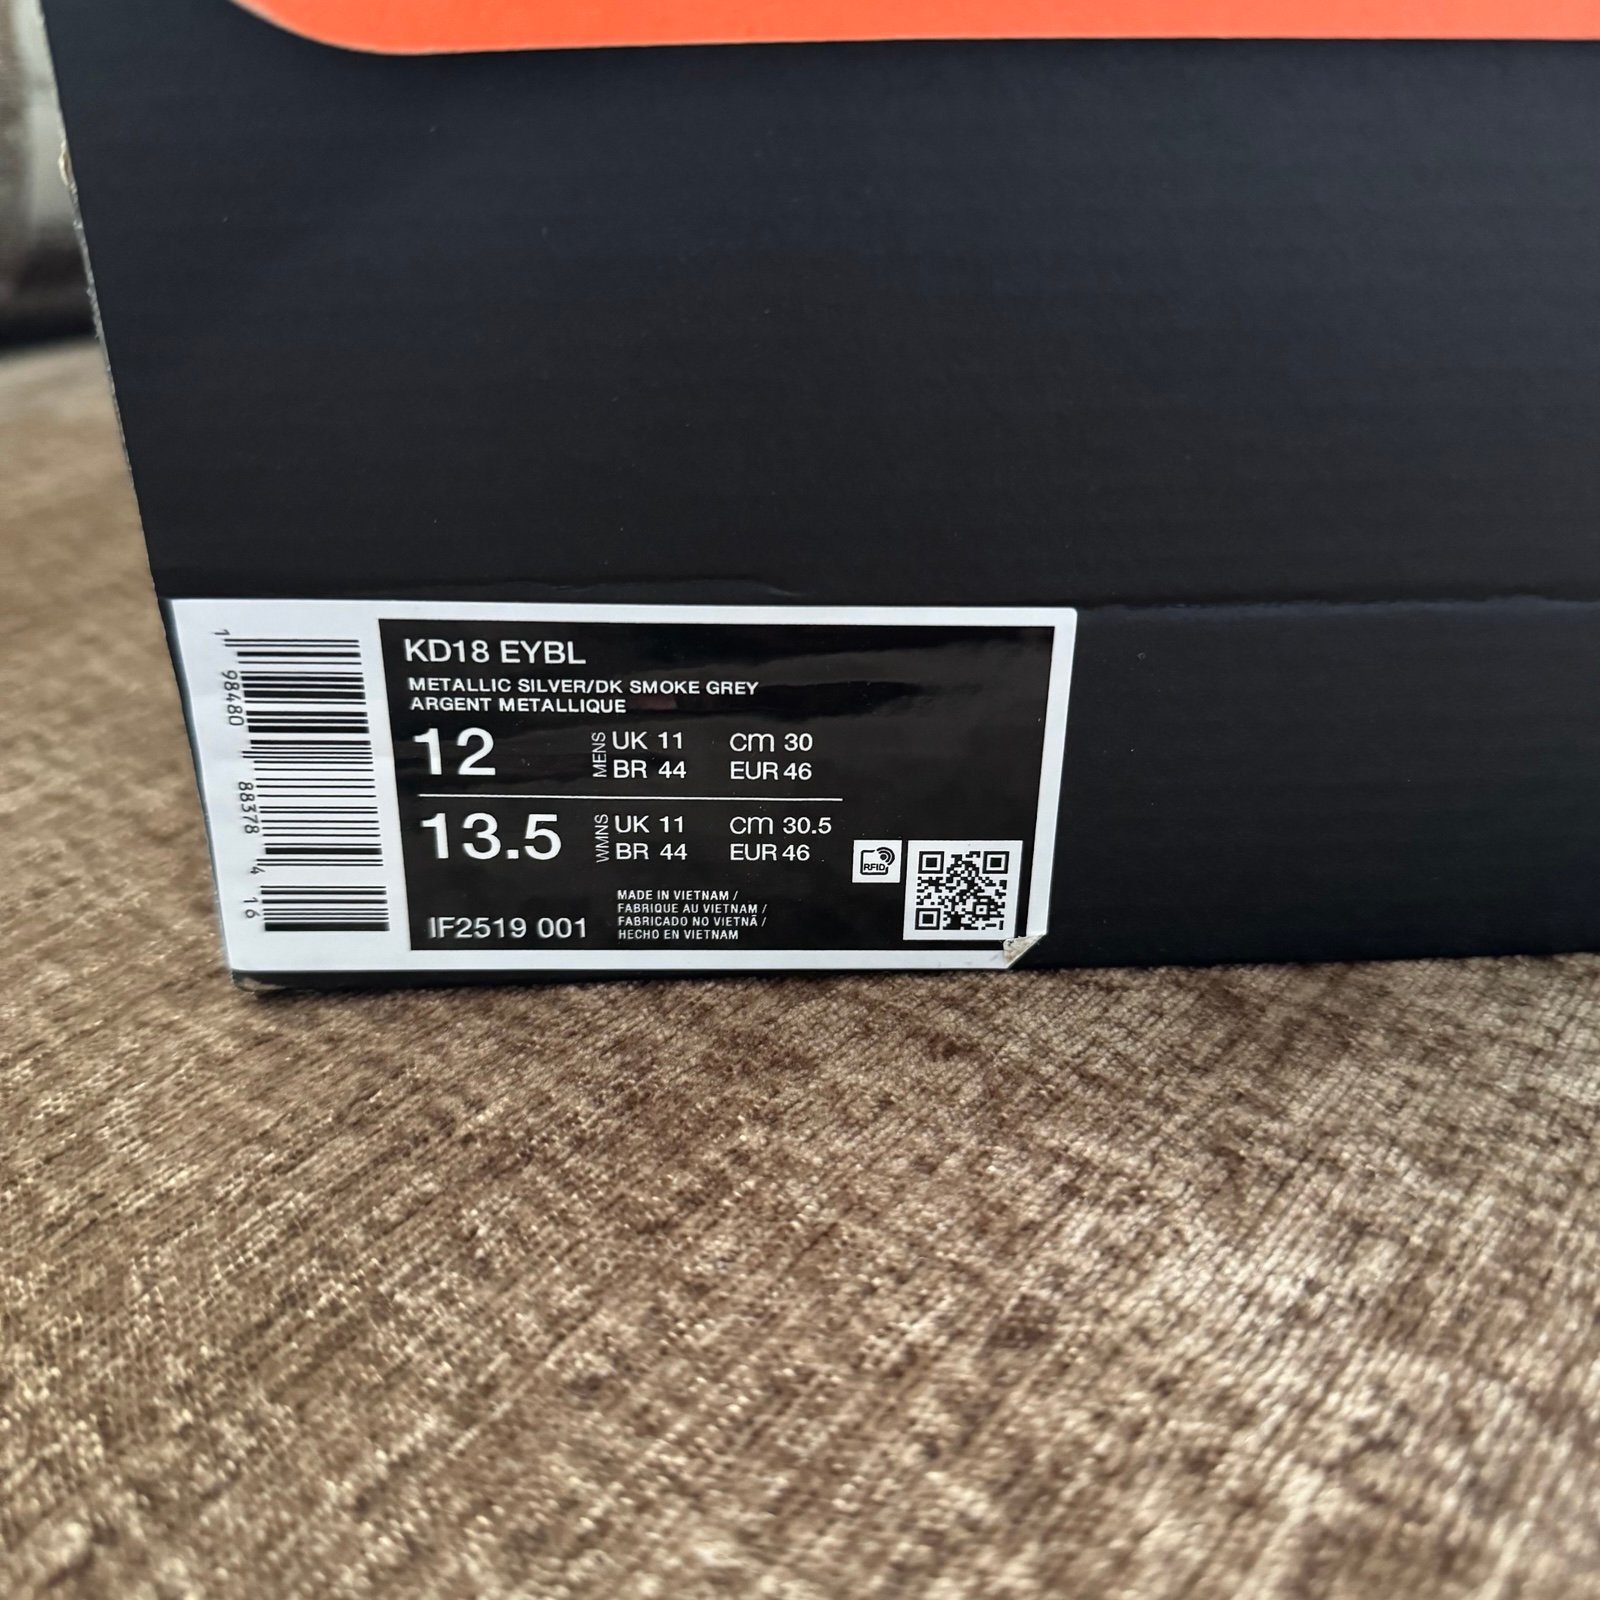 KD18 EYBL
METALLIC SILVER/DK SMOKE GREY
ARGENT METALLIQUE
12 MENS UK 11 cm 30
BR 44 EUR 46
13.5 WMNS UK 11 cm 30.5
BR 44 EUR 46
RFID
IF2519 001
MADE IN VIETNAM /
FABRIQUE AU VIETNAM /
FABRICADO NO VIETNÃ /
HECHO EN VIETNAM
1 98480 88378 4 16